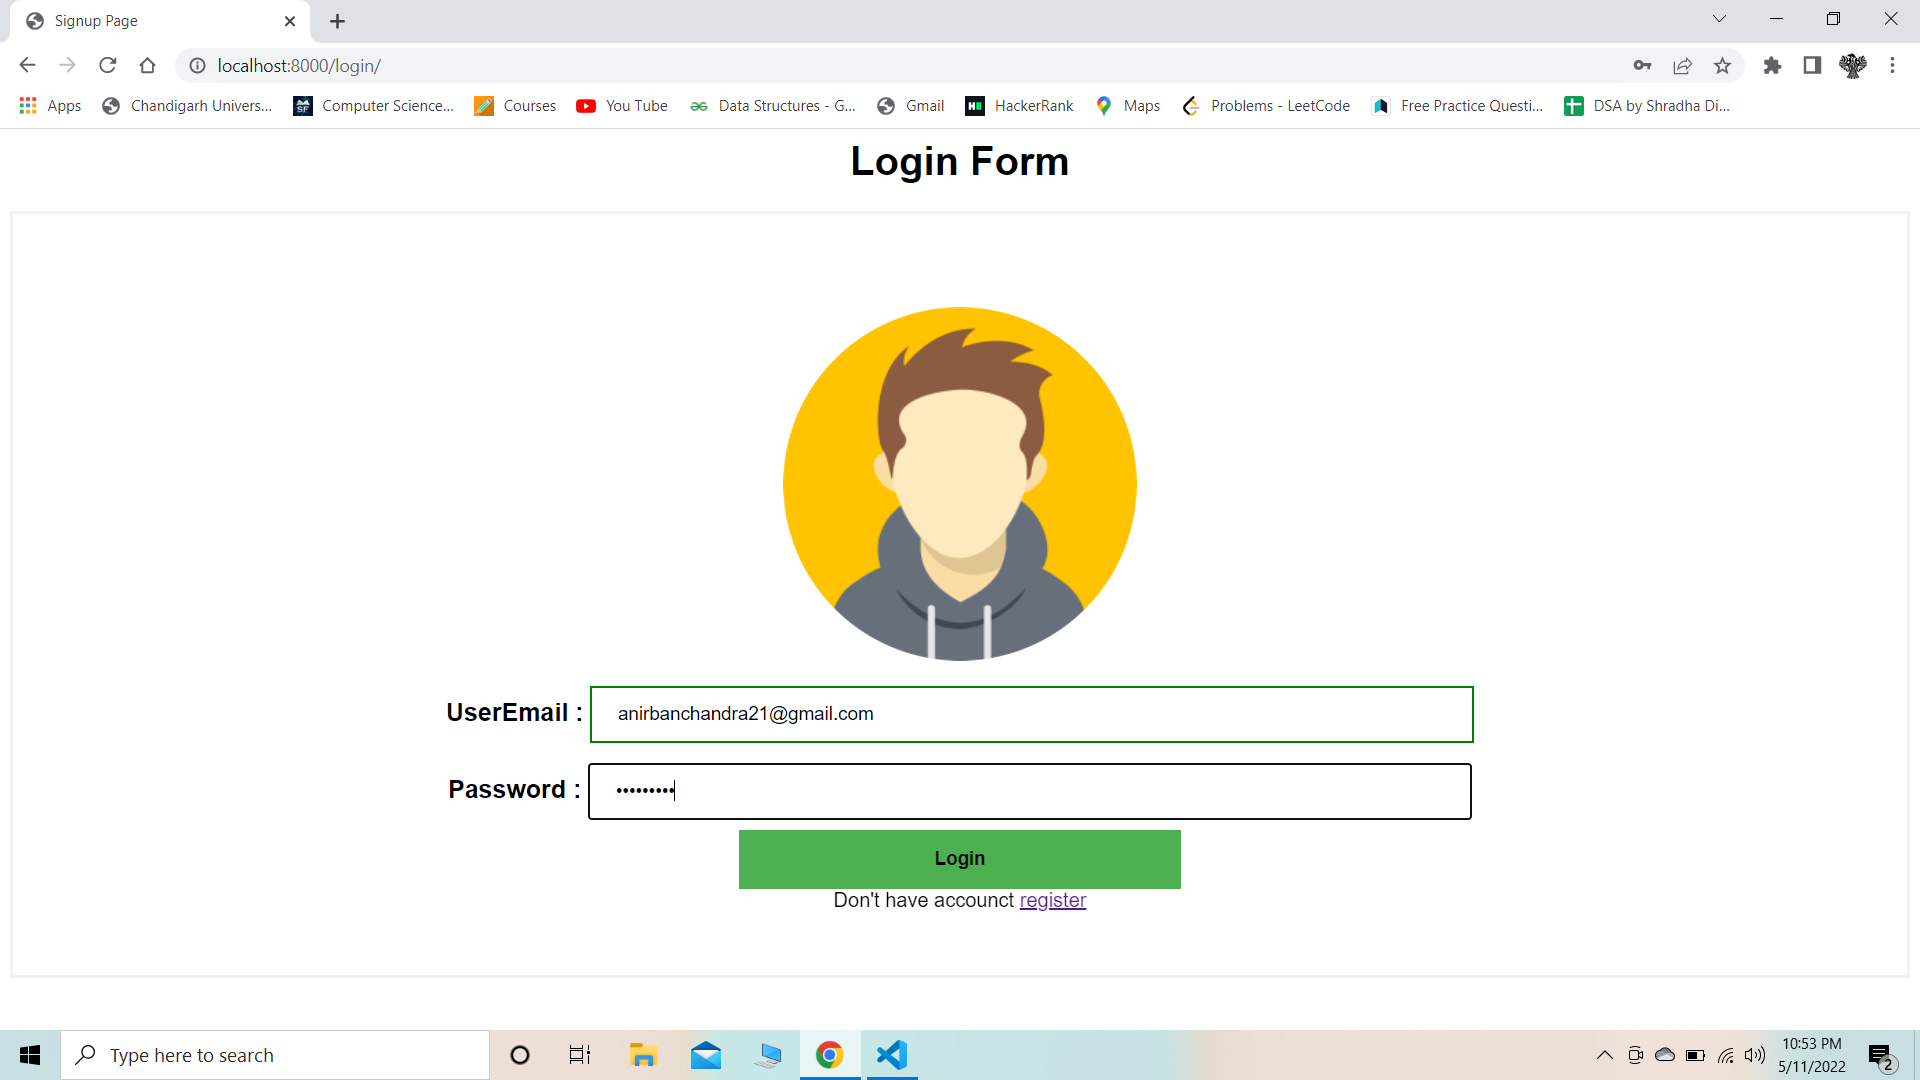 Signup Page
localhost:8000/login/
Apps Chandigarh Univers... Computer Science... Courses You Tube Data Structures - G... Gmail HackerRank Maps Problems - LeetCode Free Practice Questi... DSA by Shradha Di...
Login Form
UserEmail : anirbanchandra21@gmail.com
Password : •••••••••
Login
Don't have accounct register
Type here to search
10:53 PM
5/11/2022
2